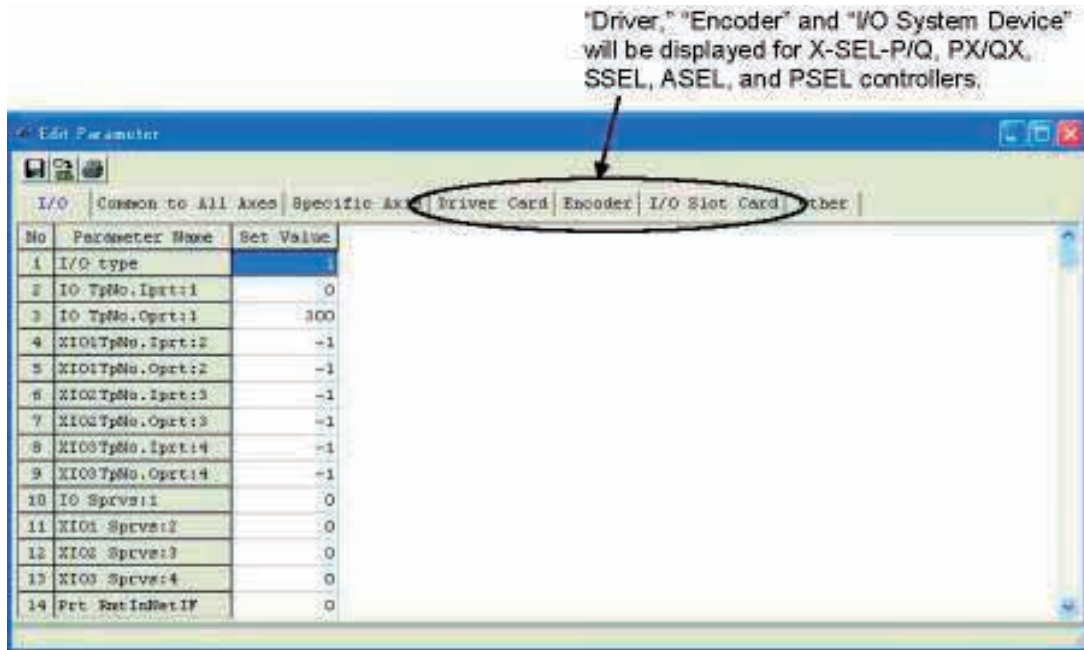 "Driver," "Encoder" and "I/O System Device"
will be displayed for X-SEL-P/Q, PX/QX,
SSEL, ASEL, and PSEL controllers.
Edit Parameter
I/O Common to All Axes Specific Axis Driver Card Encoder I/O Slot Card Other
No Parameter Name Set Value
1 I/O type 1
2 IO TpNo.Iprt:1 0
3 IO TpNo.Oprt:1 300
4 XIO1TpNo.Iprt:2 -1
5 XIO1TpNo.Oprt:2 -1
6 XIO2TpNo.Iprt:3 -1
7 XIO2TpNo.Oprt:3 -1
8 XIO3TpNo.Iprt:4 -1
9 XIO3TpNo.Oprt:4 -1
10 IO Sprvs:1 0
11 XIO1 Sprvs:2 0
12 XIO2 Sprvs:3 0
13 XIO3 Sprvs:4 0
14 Prt RmtInNetIF 0